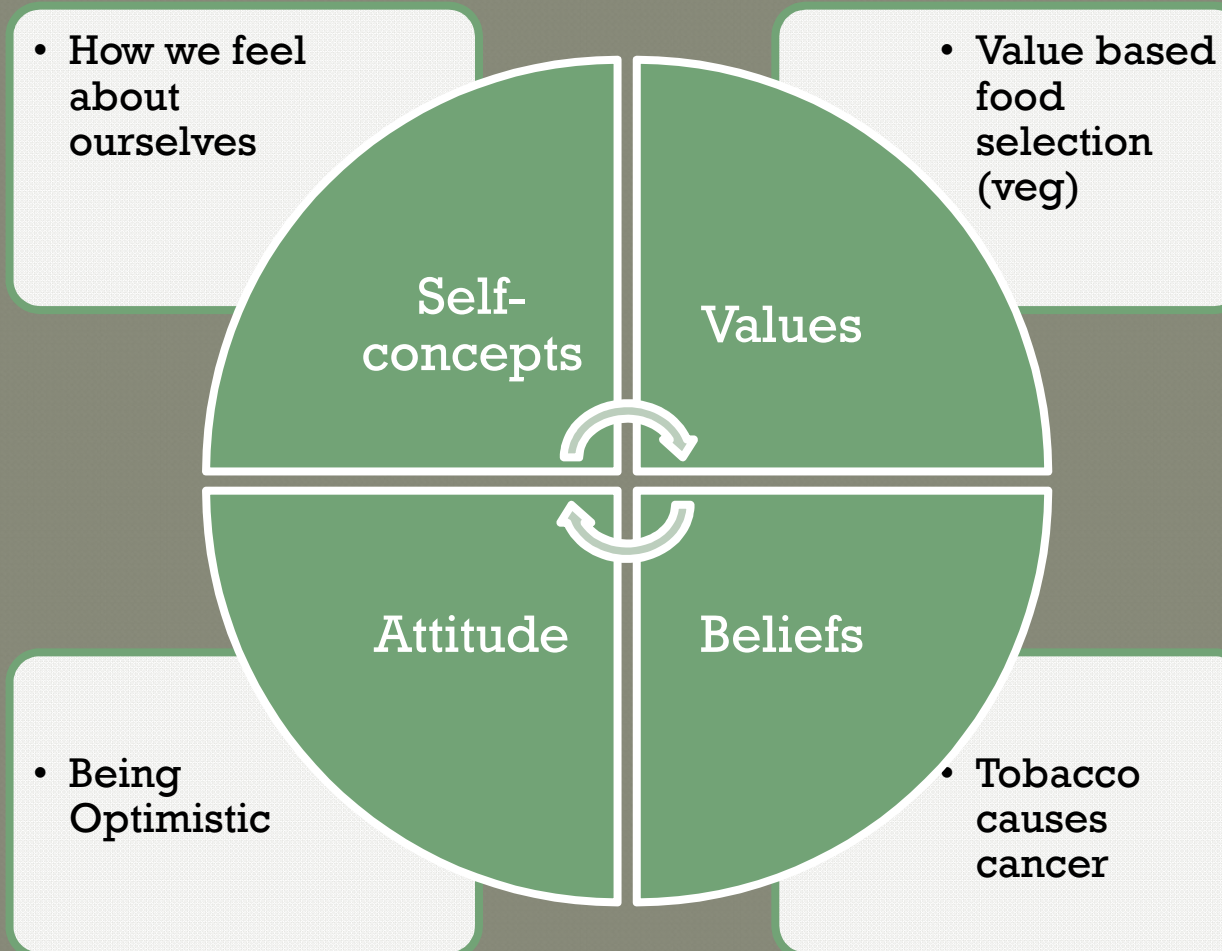 • How we feel
about
ourselves
• Value based
food
selection
(veg)
Self-
concepts
Values
Attitude
Beliefs
• Being
Optimistic
• Tobacco
causes
cancer